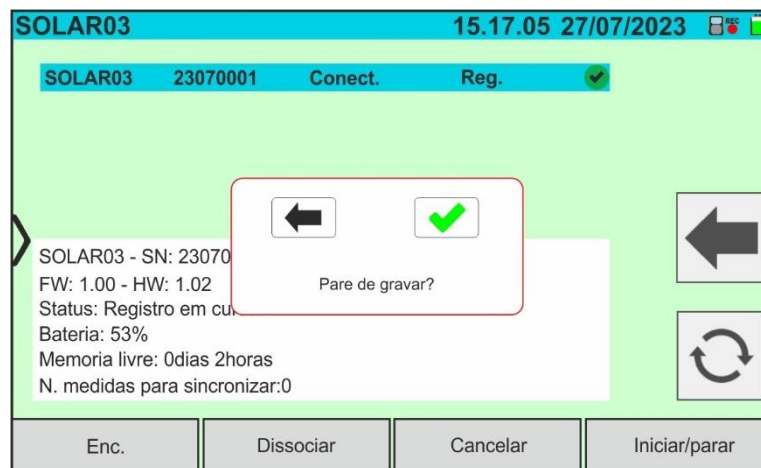 SOLAR03 15.17.05 27/07/2023 REC
SOLAR03 23070001 Conect. Reg.
Pare de gravar?
SOLAR03 - SN: 23070
FW: 1.00 - HW: 1.02
Status: Registro em
Bateria: 53%
Memoria livre: 0dias 2horas
N. medidas para sincronizar:0
Enc. Dissociar Cancelar Iniciar/parar